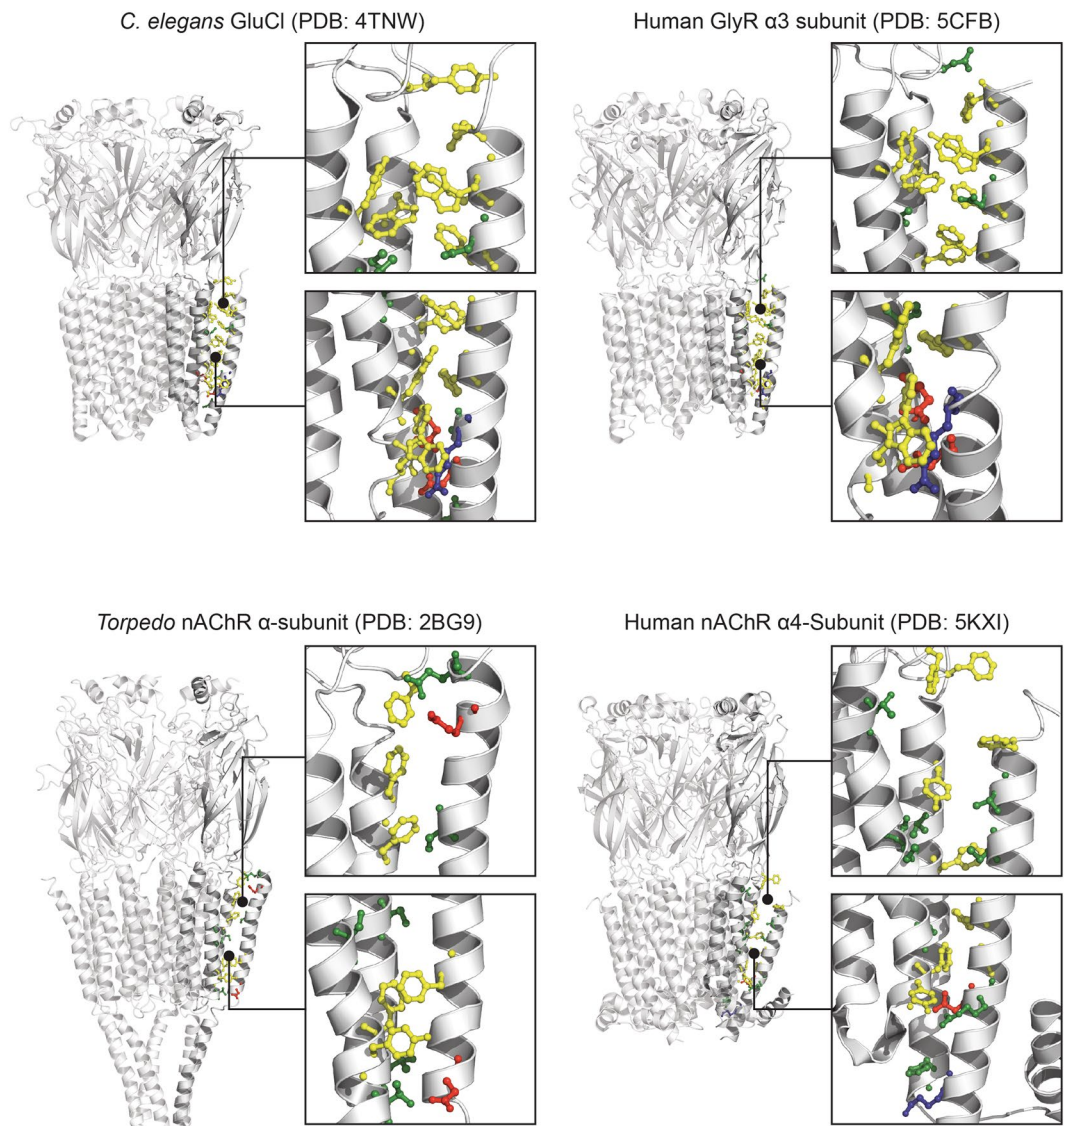 C. elegans GluCl (PDB: 4TNW)
Human GlyR α3 subunit (PDB: 5CFB)
Torpedo nAChR α-subunit (PDB: 2BG9)
Human nAChR α4-Subunit (PDB: 5KXI)